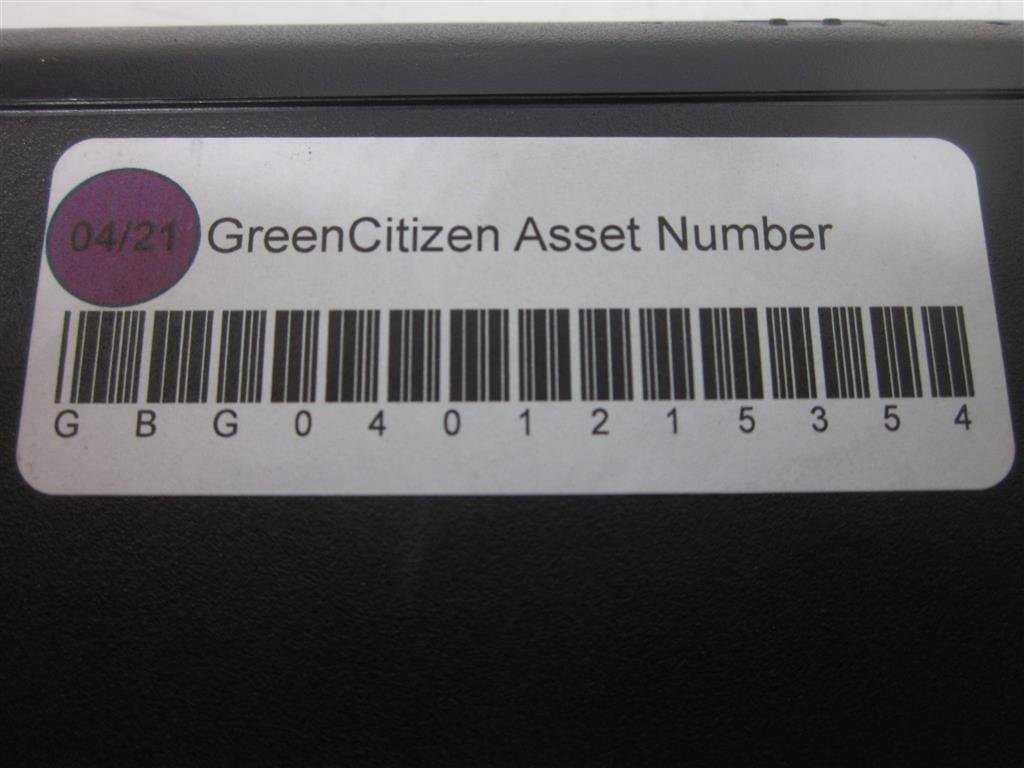 04/21 GreenCitizen Asset Number
G B G 0 4 0 1 2 1 5 3 5 4